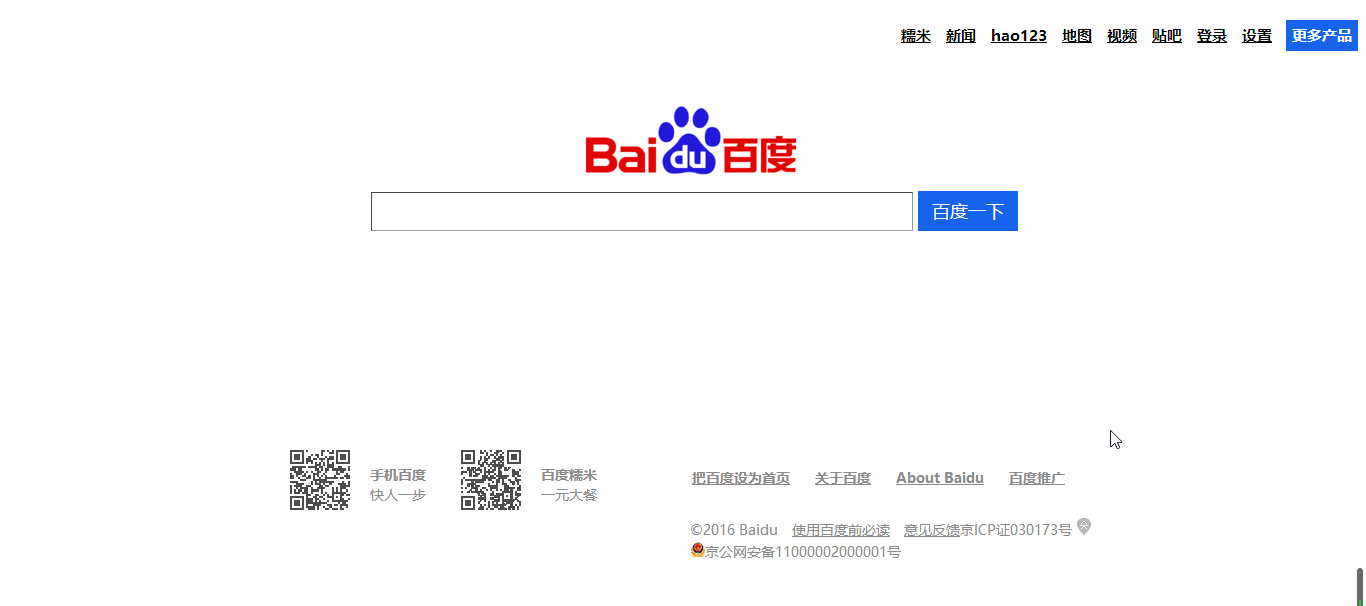 糯米 新闻 hao123 地图 视频 贴吧 登录 设置 更多产品
Baidu百度
百度一下
手机百度
快人一步
百度糯米
一元大餐
把百度设为首页 关于百度 About Baidu 百度推广
©2016 Baidu 使用百度前必读 意见反馈京ICP证030173号
京公网安备11000002000001号